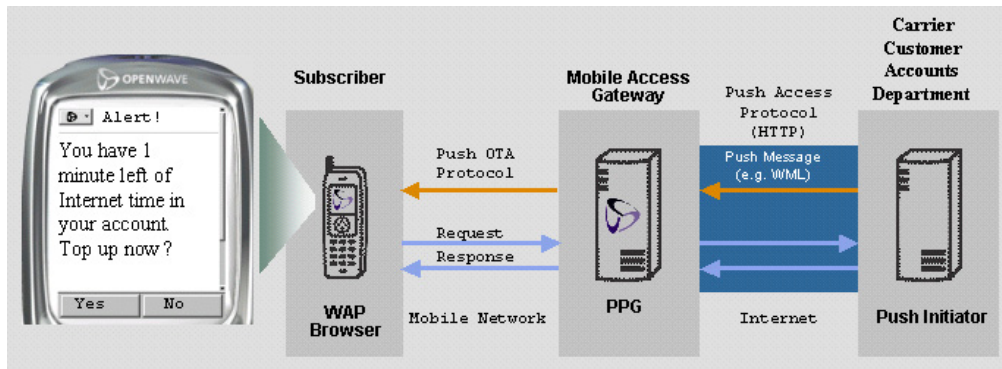 OPENWAVE
Alert!
You have 1
minute left of
Internet time in
your account.
Top up now?
Yes
No
Subscriber
WAP
Browser
Push OTA
Protocol
Request
Response
Mobile Network
Mobile Access
Gateway
PPG
Push Access
Protocol
(HTTP)
Push Message
(e.g. WML)
Internet
Carrier
Customer
Accounts
Department
Push Initiator